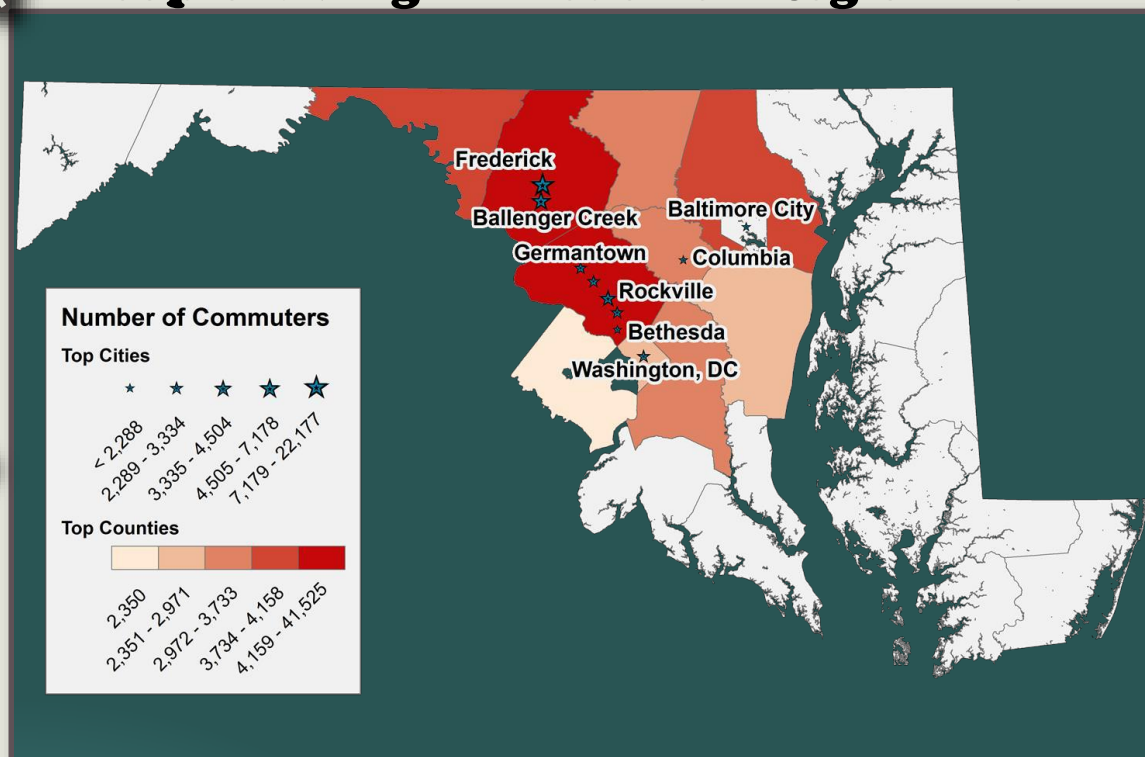 Frederick
Ballenger Creek
Baltimore City
Germantown
Columbia
Rockville
Bethesda
Washington, DC
Number of Commuters
Top Cities
< 2,288
2,289 - 3,334
3,335 - 4,504
4,505 - 7,178
7,179 - 22,177
Top Counties
2,350
2,351 - 2,971
2,972 - 3,733
3,734 - 4,158
4,159 - 41,525